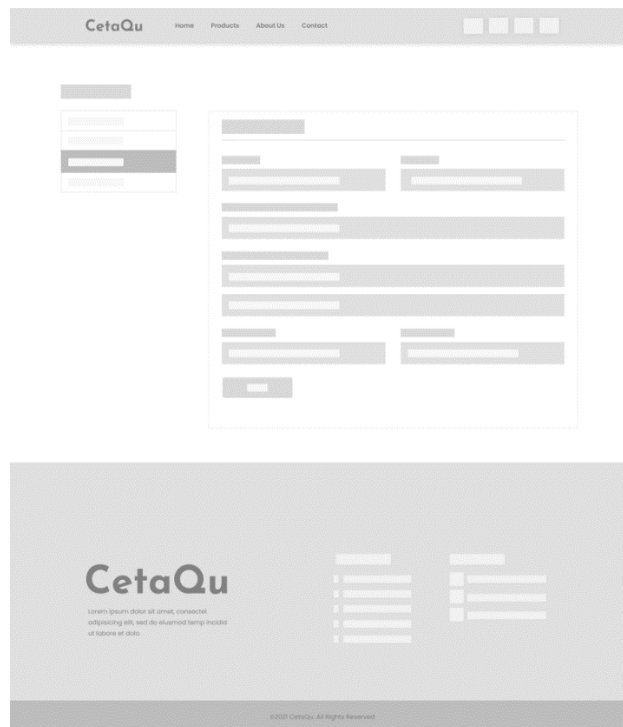 CetaQu
Home Products About Us Contact
CetaQu
Lorem ipsum dolor sit amet, consectet
adipisicing elit, sed do eiusmod temp incidid
ut labore et dolo
©2021 CetaQu. All Rights Reserved